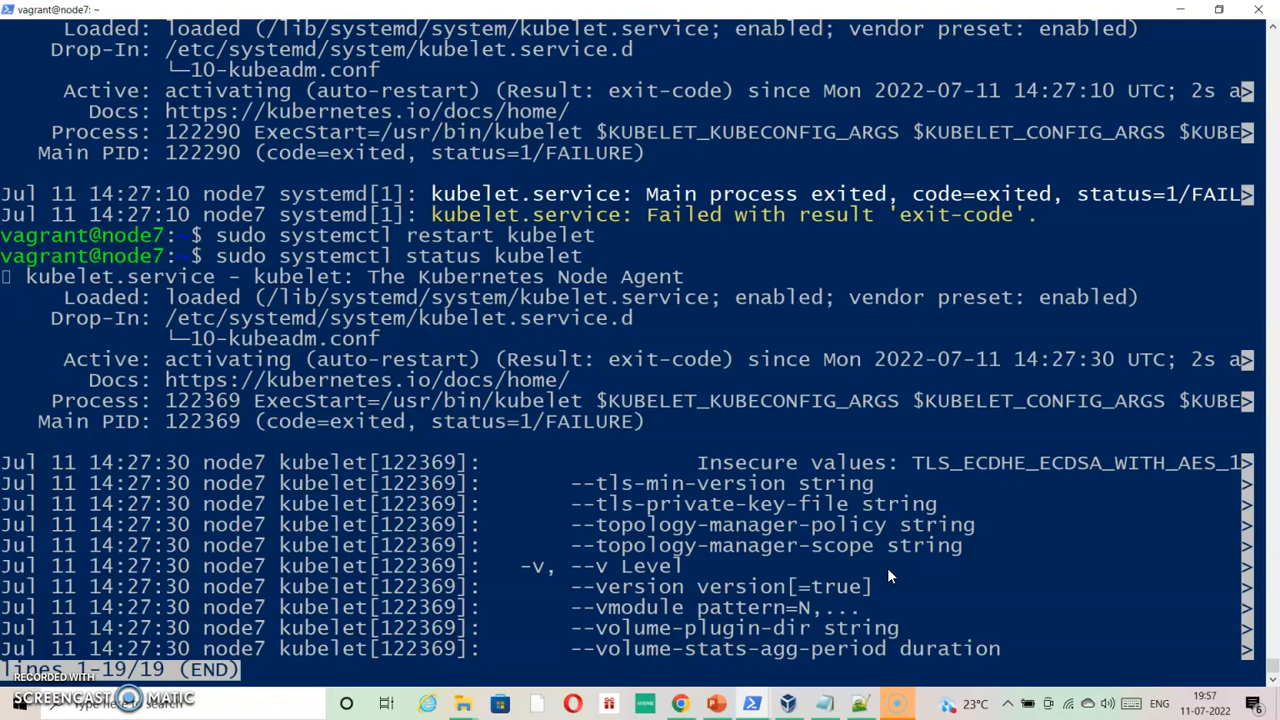 vagrant@node7: ~
Loaded: loaded (/lib/systemd/system/kubelet.service; enabled; vendor preset: enabled)
Drop-In: /etc/systemd/system/kubelet.service.d
└─10-kubeadm.conf
Active: activating (auto-restart) (Result: exit-code) since Mon 2022-07-11 14:27:10 UTC; 2s a>
Docs: https://kubernetes.io/docs/home/
Process: 122290 ExecStart=/usr/bin/kubelet $KUBELET_KUBECONFIG_ARGS $KUBELET_CONFIG_ARGS $KUBE>
Main PID: 122290 (code=exited, status=1/FAILURE)
Jul 11 14:27:10 node7 systemd[1]: kubelet.service: Main process exited, code=exited, status=1/FAIL>
Jul 11 14:27:10 node7 systemd[1]: kubelet.service: Failed with result 'exit-code'.
vagrant@node7:~$ sudo systemctl restart kubelet
vagrant@node7:~$ sudo systemctl status kubelet
kubelet.service - kubelet: The Kubernetes Node Agent
Loaded: loaded (/lib/systemd/system/kubelet.service; enabled; vendor preset: enabled)
Drop-In: /etc/systemd/system/kubelet.service.d
└─10-kubeadm.conf
Active: activating (auto-restart) (Result: exit-code) since Mon 2022-07-11 14:27:30 UTC; 2s a>
Docs: https://kubernetes.io/docs/home/
Process: 122369 ExecStart=/usr/bin/kubelet $KUBELET_KUBECONFIG_ARGS $KUBELET_CONFIG_ARGS $KUBE>
Main PID: 122369 (code=exited, status=1/FAILURE)
Jul 11 14:27:30 node7 kubelet[122369]: Insecure values: TLS_ECDHE_ECDSA_WITH_AES_1>
Jul 11 14:27:30 node7 kubelet[122369]: --tls-min-version string >
Jul 11 14:27:30 node7 kubelet[122369]: --tls-private-key-file string >
Jul 11 14:27:30 node7 kubelet[122369]: --topology-manager-policy string >
Jul 11 14:27:30 node7 kubelet[122369]: --topology-manager-scope string >
Jul 11 14:27:30 node7 kubelet[122369]: -v, --v Level >
Jul 11 14:27:30 node7 kubelet[122369]: --version version[=true] >
Jul 11 14:27:30 node7 kubelet[122369]: --vmodule pattern=N,... >
Jul 11 14:27:30 node7 kubelet[122369]: --volume-plugin-dir string >
Jul 11 14:27:30 node7 kubelet[122369]: --volume-stats-agg-period duration >
lines 1-19/19 (END)
RECORDED WITH
SCREENCAST MATIC
23°C
ENG
19:57
11-07-2022
6